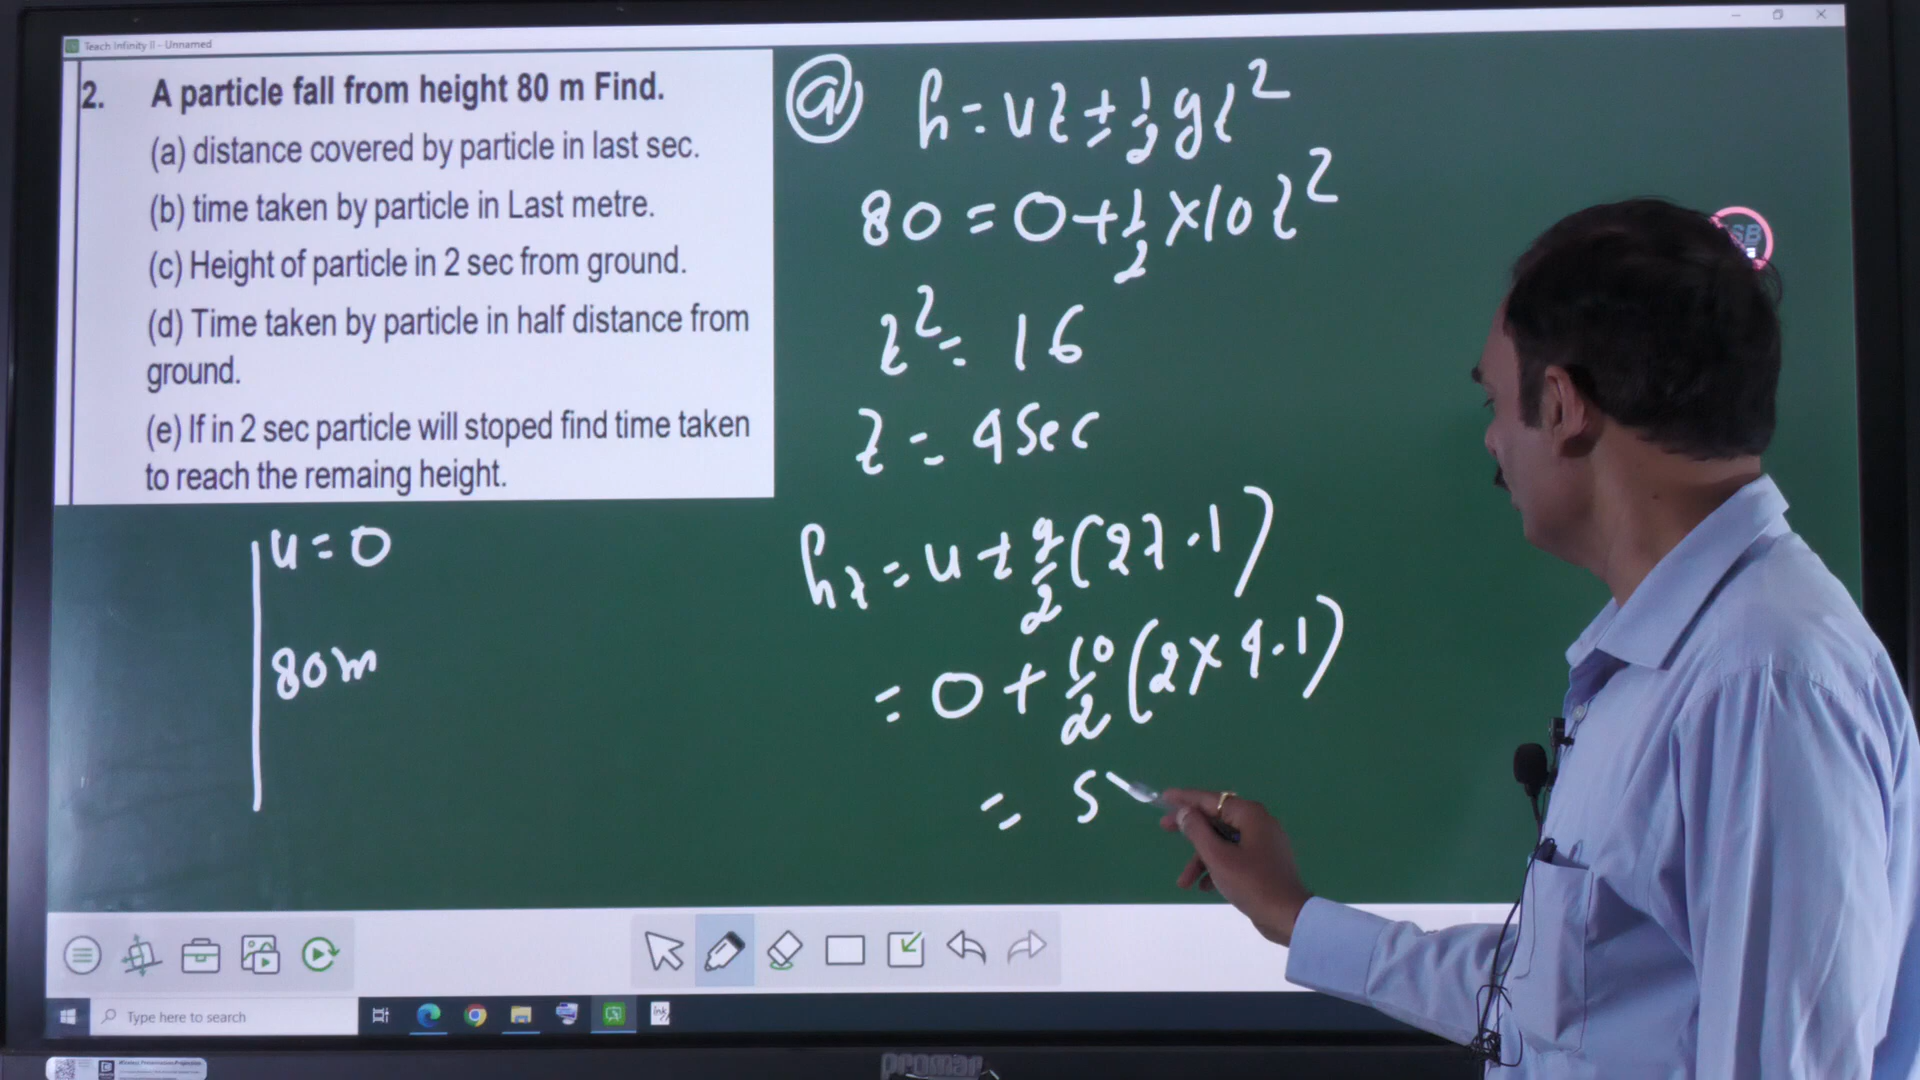 Teach Infinity II - Unnamed
2. A particle fall from height 80 m Find.
(a) distance covered by particle in last sec.
(b) time taken by particle in Last metre.
(c) Height of particle in 2 sec from ground.
(d) Time taken by particle in half distance from
ground.
(e) If in 2 sec particle will stoped find time taken
to reach the remaing height.
u = 0
80m
(a) h = ut ± 1/2 gt²
80 = 0 + 1/2 × 10 t²
t² = 16
t = 4 Sec
hₜ = u + g/2 (2t - 1)
= 0 + 10/2 (2 × 4 - 1)
= 5
SB
Type here to search
Ink
promar